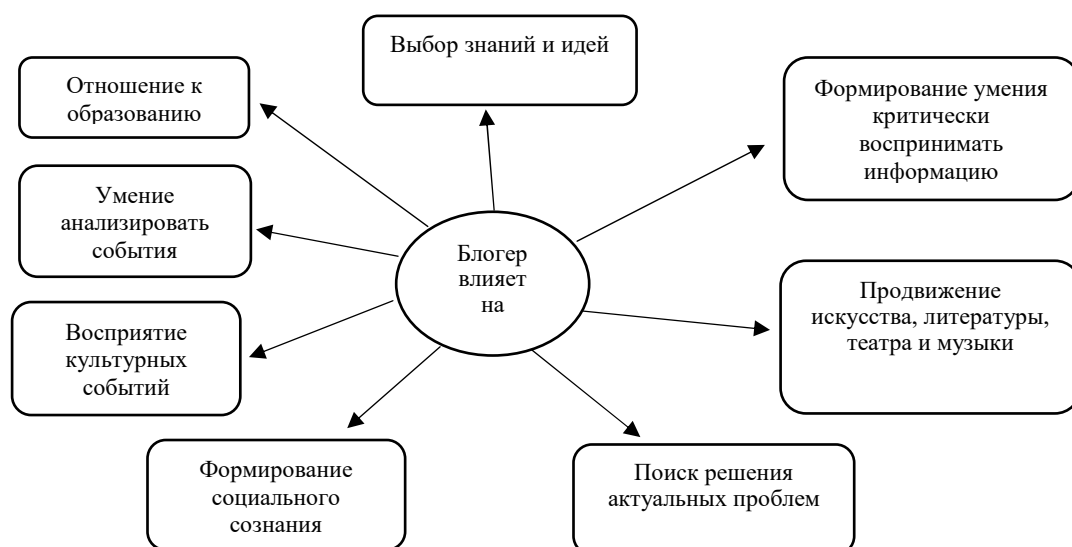 Выбор знаний и идей
Отношение к
образованию
Формирование умения
критически
воспринимать
информацию
Умение
анализировать
события
Блогер
влияет
на
Продвижение
искусства, литературы,
театра и музыки
Восприятие
культурных
событий
Формирование
социального
сознания
Поиск решения
актуальных проблем